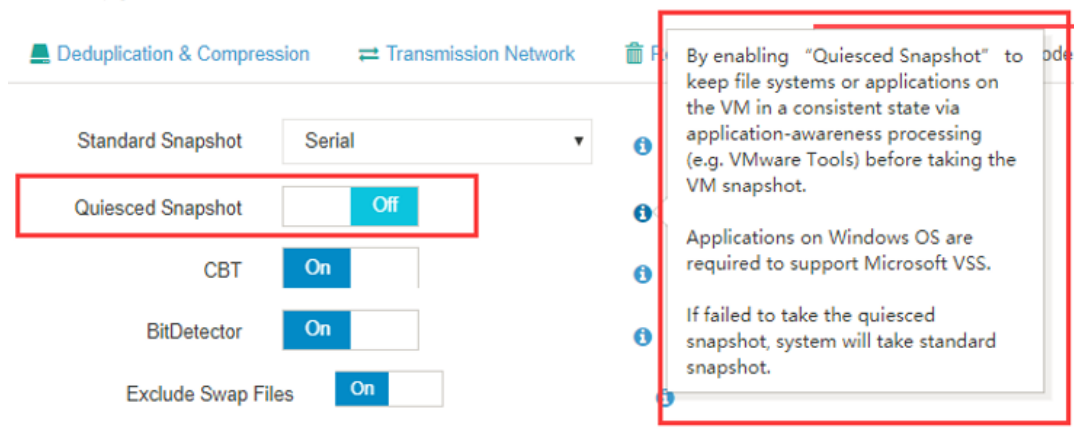 Deduplication & Compression
Transmission Network
Standard Snapshot Serial
Quiesced Snapshot Off
CBT On
BitDetector On
Exclude Swap Files On
By enabling “Quiesced Snapshot” to
keep file systems or applications on
the VM in a consistent state via
application-awareness processing
(e.g. VMware Tools) before taking the
VM snapshot.
Applications on Windows OS are
required to support Microsoft VSS.
If failed to take the quiesced
snapshot, system will take standard
snapshot.